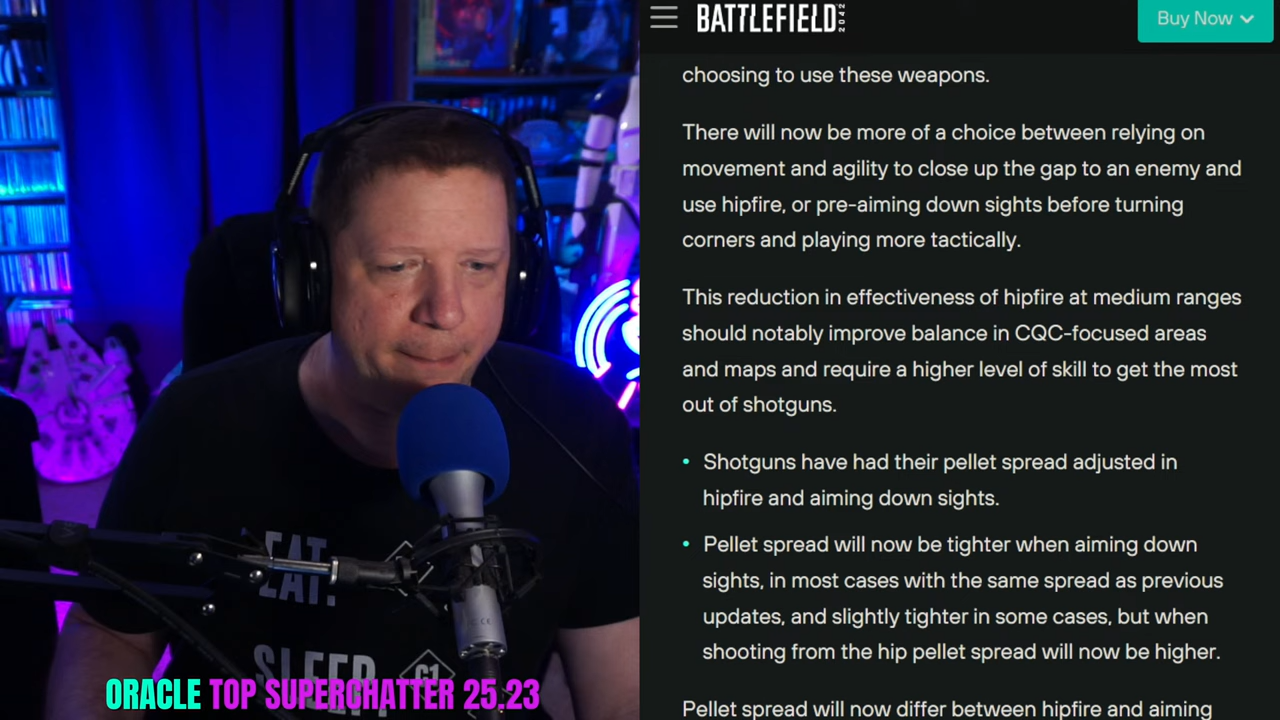 BATTLEFIELD 2042
Buy Now
choosing to use these weapons.
There will now be more of a choice between relying on
movement and agility to close up the gap to an enemy and
use hipfire, or pre-aiming down sights before turning
corners and playing more tactically.
This reduction in effectiveness of hipfire at medium ranges
should notably improve balance in CQC-focused areas
and maps and require a higher level of skill to get the most
out of shotguns.
• Shotguns have had their pellet spread adjusted in
hipfire and aiming down sights.
• Pellet spread will now be tighter when aiming down
sights, in most cases with the same spread as previous
updates, and slightly tighter in some cases, but when
shooting from the hip pellet spread will now be higher.
Pellet spread will now differ between hipfire and aiming
EAT.
SLEEP.
ORACLE TOP SUPERCHATTER 25.23